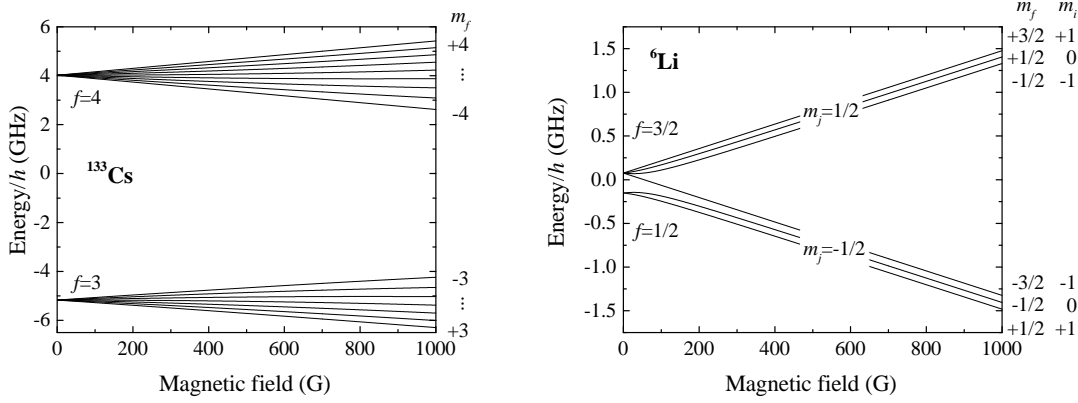 m_f
6
4
2
0
-2
-4
-6
+4
⋮
-4
f=4
¹³³Cs
f=3
-3
⋮
+3
0 200 400 600 800 1000
Magnetic field (G)
Energy/h (GHz)
m_f m_i
+3/2 +1
+1/2 0
-1/2 -1
1.5
1.0
0.5
0.0
-0.5
-1.0
-1.5
⁶Li
m_j=1/2
f=3/2
f=1/2
m_j=-1/2
-3/2 -1
-1/2 0
+1/2 +1
0 200 400 600 800 1000
Magnetic field (G)
Energy/h (GHz)